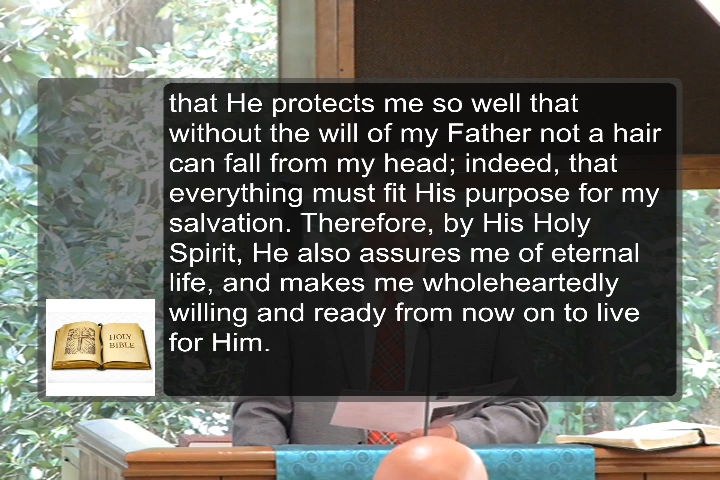 that He protects me so well that
without the will of my Father not a hair
can fall from my head; indeed, that
everything must fit His purpose for my
salvation. Therefore, by His Holy
Spirit, He also assures me of eternal
life, and makes me wholeheartedly
willing and ready from now on to live
for Him.
HOLY
BIBLE